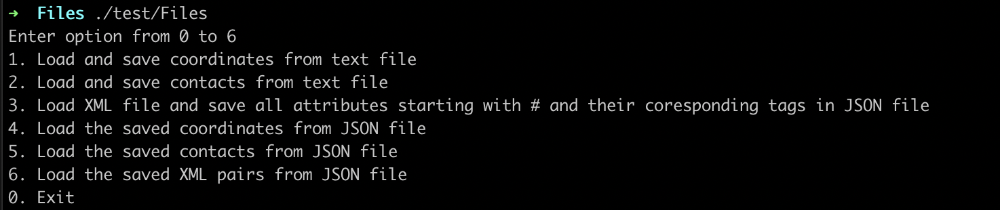 ➜  Files ./test/Files
Enter option from 0 to 6
1. Load and save coordinates from text file
2. Load and save contacts from text file
3. Load XML file and save all attributes starting with # and their coresponding tags in JSON file
4. Load the saved coordinates from JSON file
5. Load the saved contacts from JSON file
6. Load the saved XML pairs from JSON file
0. Exit